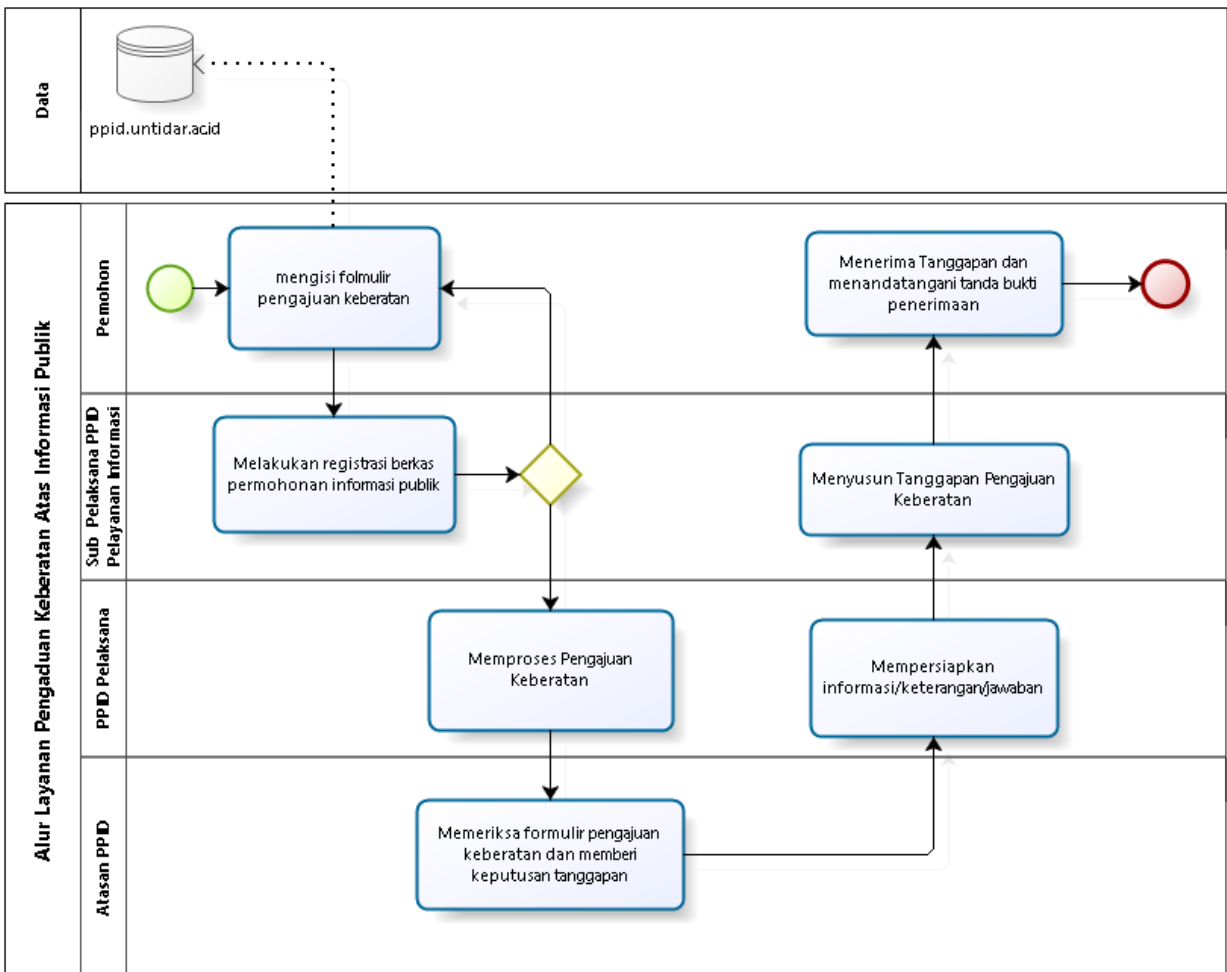 Data
ppid.untidar.ac.id
Alur Layanan Pengaduan Keberatan Atas Informasi Publik
Pemohon
mengisi folmulir
pengajuan keberatan
Menerima Tanggapan dan
menandatangani tanda bukti
penerimaan
Sub Pelaksana PPID
Pelayanan Informasi
Melakukan registrasi berkas
permohonan informasi publik
Menyusun Tanggapan Pengajuan
Keberatan
PPID Pelaksana
Memproses Pengajuan
Keberatan
Mempersiapkan
informasi/keterangan/jawaban
Atasan PPID
Memeriksa formulir pengajuan
keberatan dan memberi
keputusan tanggapan